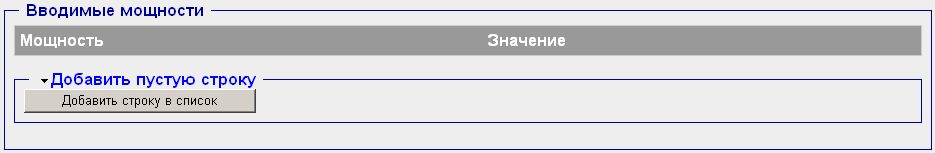 Вводимые мощности
Мощность Значение
Добавить пустую строку
Добавить строку в список